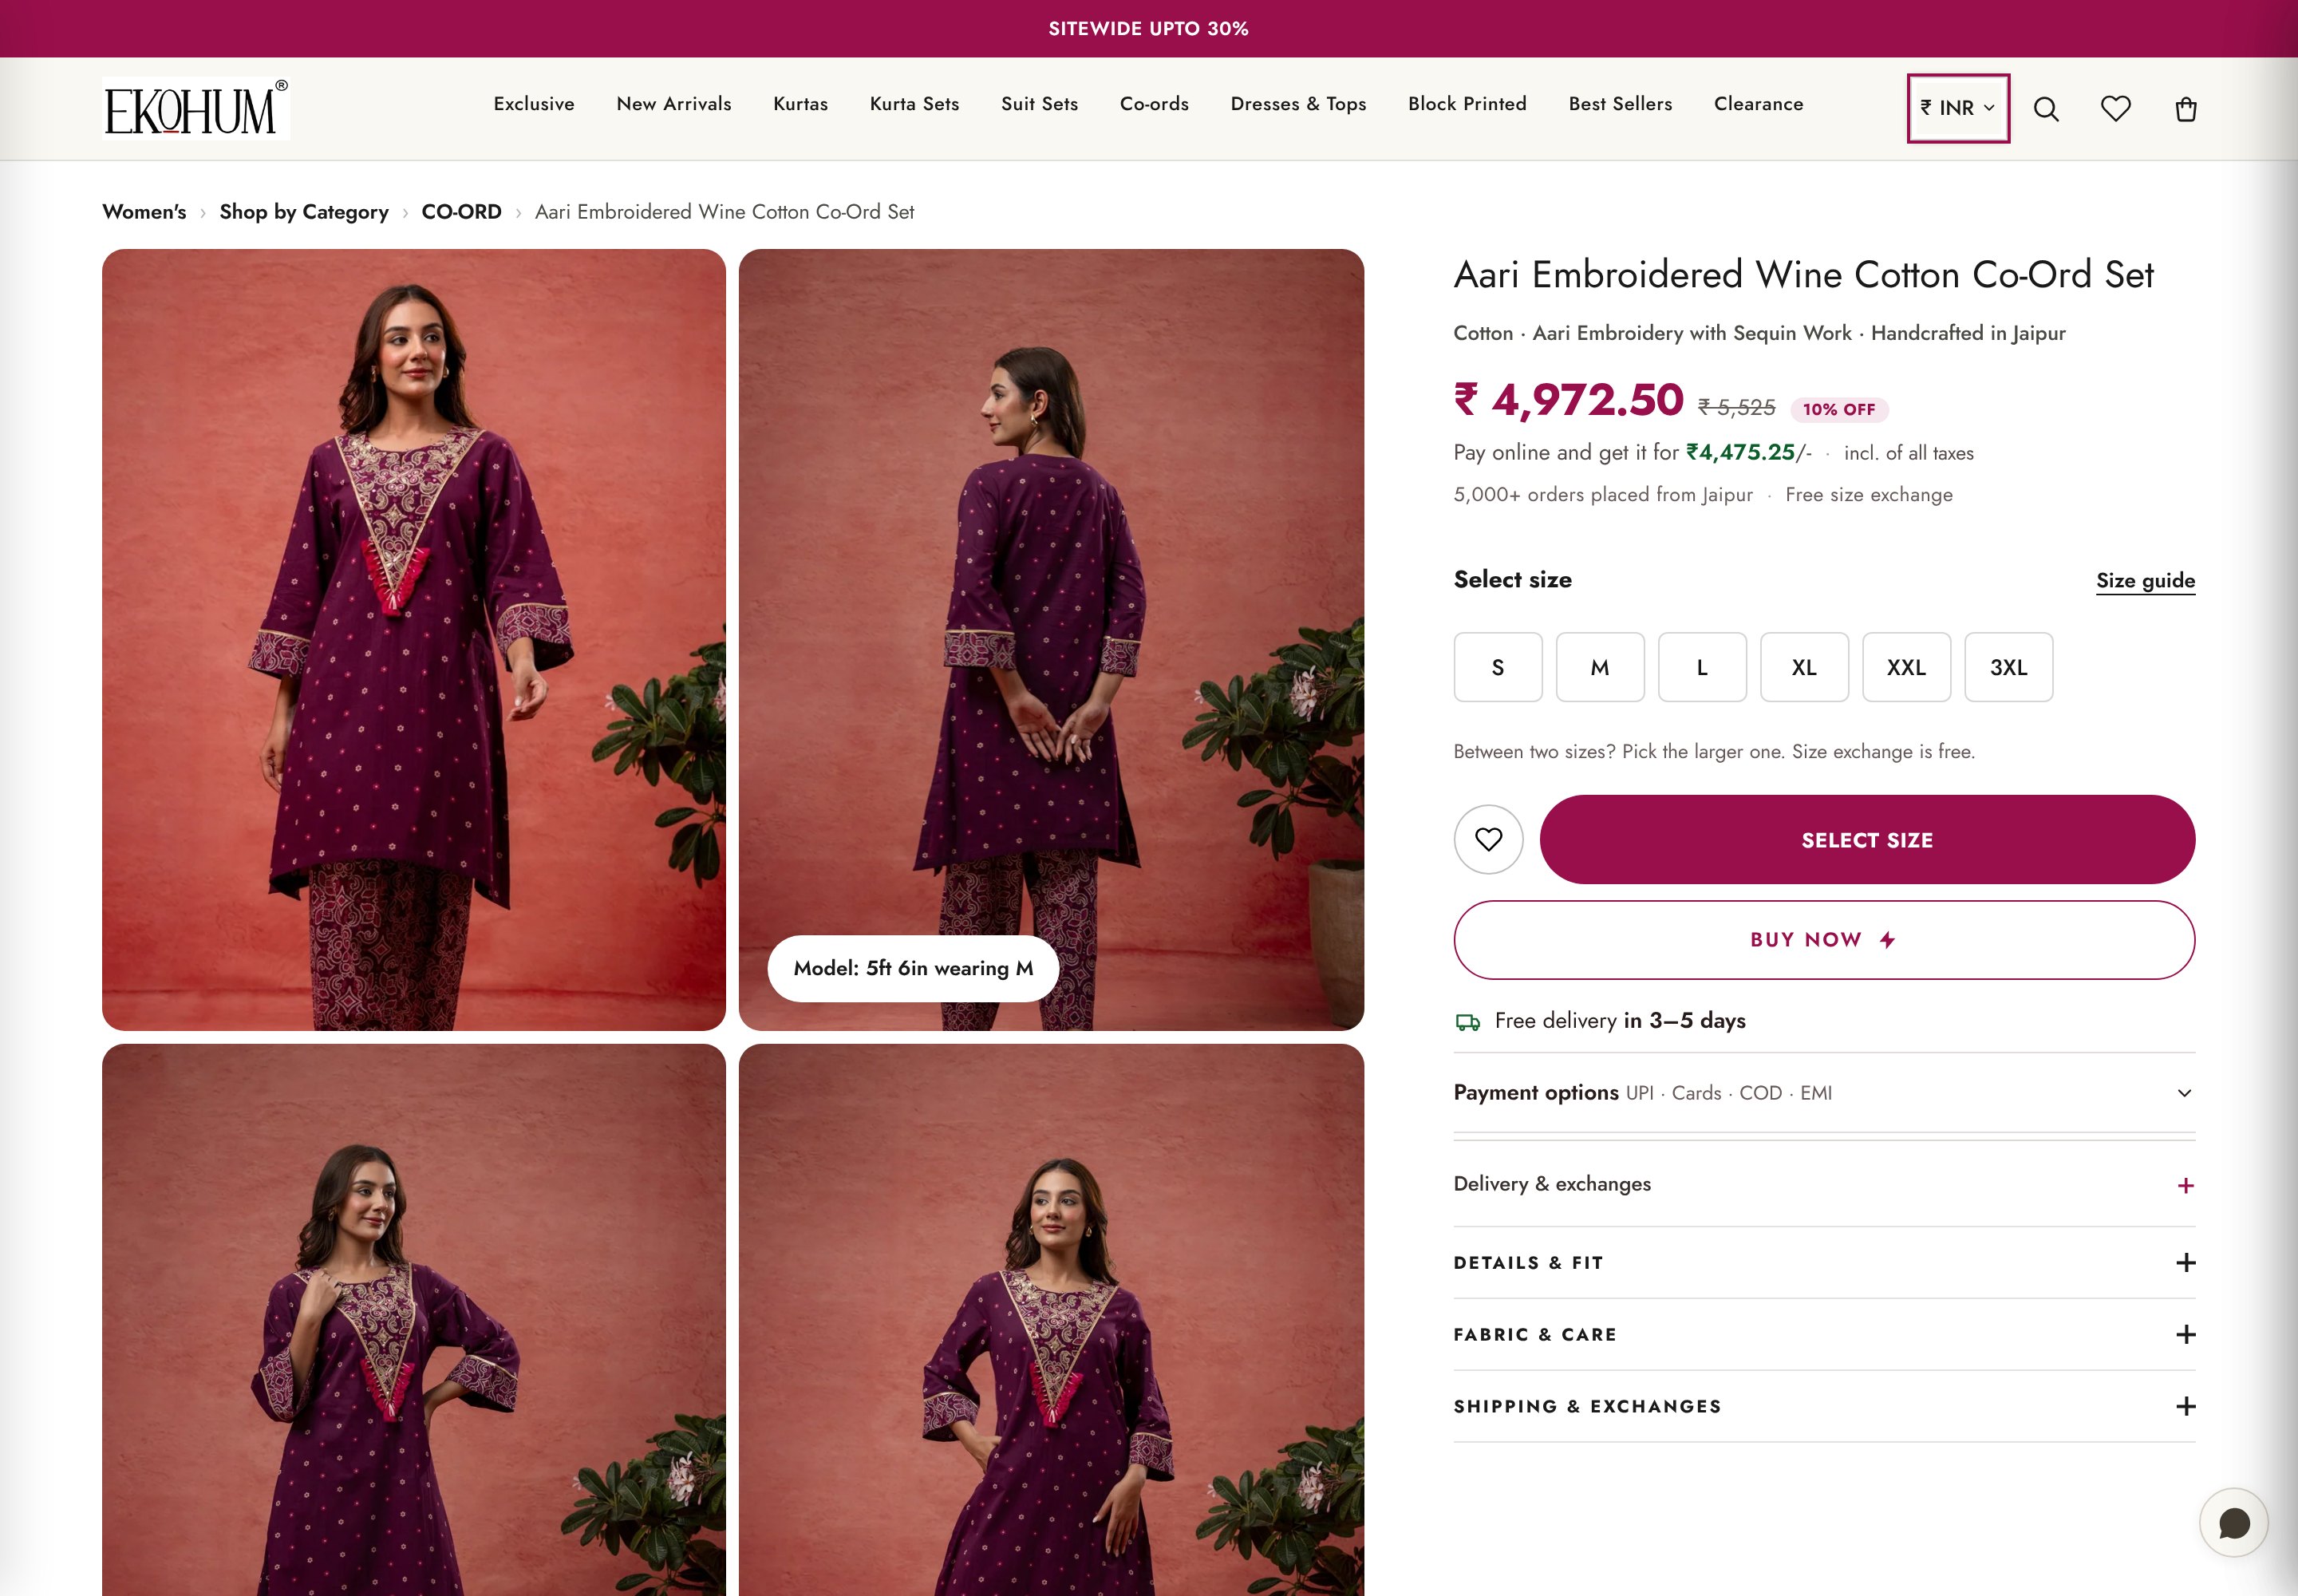 SITEWIDE UPTO 30%
EKOHUM®
Exclusive New Arrivals Kurtas Kurta Sets Suit Sets Co-ords Dresses & Tops Block Printed Best Sellers Clearance
₹ INR
Women's › Shop by Category › CO-ORD › Aari Embroidered Wine Cotton Co-Ord Set
Model: 5ft 6in wearing M
Aari Embroidered Wine Cotton Co-Ord Set
Cotton · Aari Embroidery with Sequin Work · Handcrafted in Jaipur
₹ 4,972.50 ₹ 5,525 10% OFF
Pay online and get it for ₹4,475.25/- · incl. of all taxes
5,000+ orders placed from Jaipur · Free size exchange
Select size Size guide
S M L XL XXL 3XL
Between two sizes? Pick the larger one. Size exchange is free.
SELECT SIZE
BUY NOW
Free delivery in 3–5 days
Payment options UPI · Cards · COD · EMI
Delivery & exchanges +
DETAILS & FIT +
FABRIC & CARE +
SHIPPING & EXCHANGES +